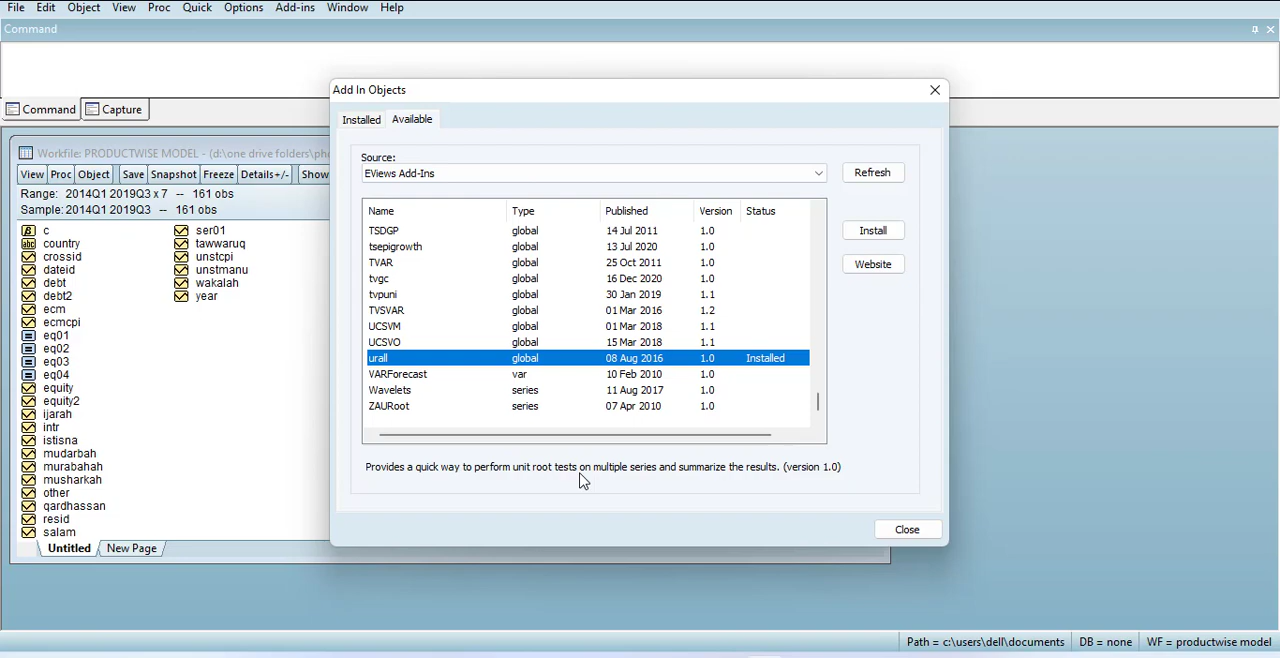 File Edit Object View Proc Quick Options Add-ins Window Help
Command
Command Capture
Add In Objects
Installed Available
Source:
EViews Add-Ins
Refresh
Name Type Published Version Status
TSDGP global 14 Jul 2011 1.0
Install
tsepigrowth global 13 Jul 2020 1.0
TVAR global 25 Oct 2011 1.0
Website
tvgc global 16 Dec 2020 1.0
tvpuni global 30 Jan 2019 1.1
TVSVAR global 01 Mar 2016 1.2
UCSVM global 01 Mar 2018 1.1
UCSVO global 15 Mar 2018 1.1
urall global 08 Aug 2016 1.0 Installed
VARForecast var 10 Feb 2010 1.0
Wavelets series 11 Aug 2017 1.0
ZAURoot series 07 Apr 2010 1.0
Provides a quick way to perform unit root tests on multiple series and summarize the results. (version 1.0)
Close
Workfile: PRODUCTWISE MODEL - (d:\one drive folders\ph
View Proc Object Save Snapshot Freeze Details+/- Show
Range: 2014Q1 2019Q3 x 7 -- 161 obs
Sample: 2014Q1 2019Q3 -- 161 obs
c
country
crossid
dateid
debt
debt2
ecm
ecmcpi
eq01
eq02
eq03
eq04
equity
equity2
ijarah
intr
istisna
mudarbah
murabahah
musharkah
other
qardhassan
resid
salam
ser01
tawwaruq
unstcpi
unstmanu
wakalah
year
Untitled New Page
Path = c:\users\dell\documents DB = none WF = productwise model